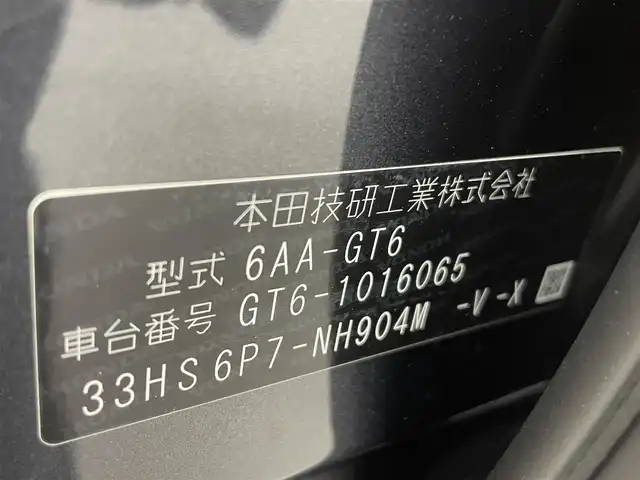 本田技研工業株式会社
型式 6AA-GT6
車台番号 GT6-1016065
33HS 6P7-NH904M -V-X